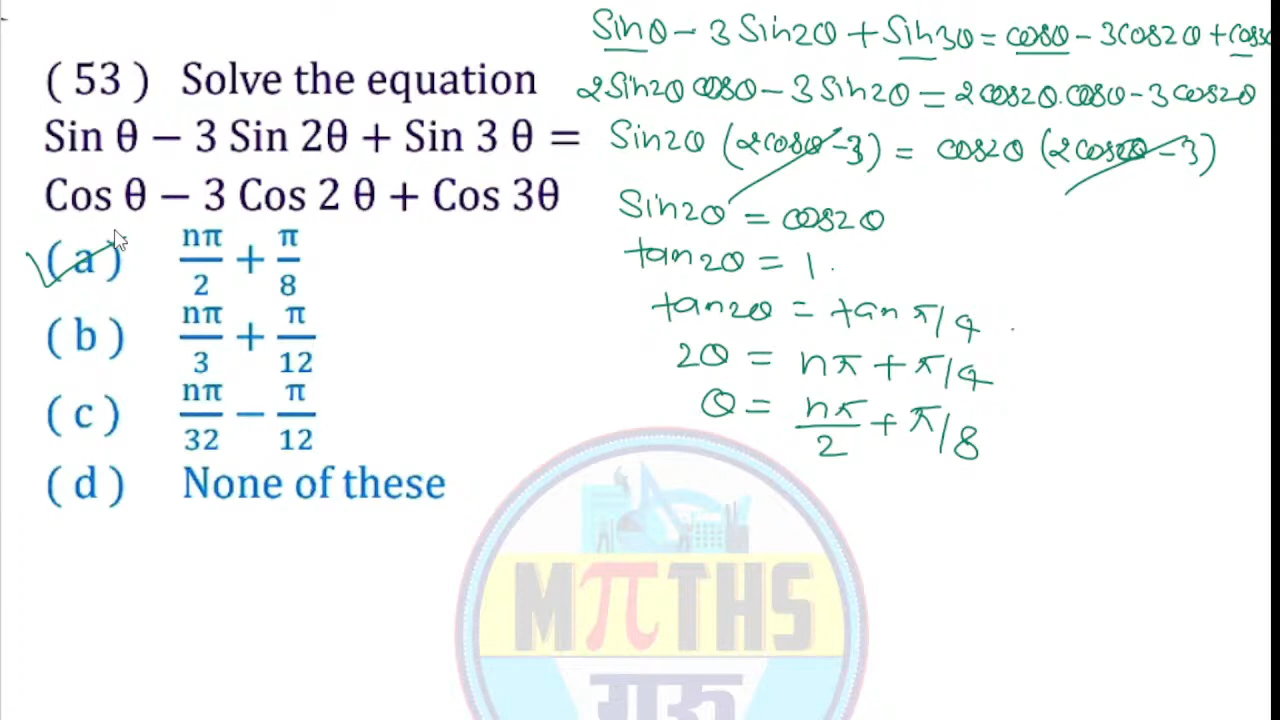 ( 53 ) Solve the equation
Sin θ − 3 Sin 2θ + Sin 3 θ =
Cos θ − 3 Cos 2 θ + Cos 3θ
( a ) nπ/2 + π/8
( b ) nπ/3 + π/12
( c ) nπ/32 − π/12
( d ) None of these
Sinθ - 3 Sin2θ + Sin3θ = cosθ - 3cos2θ + cos3θ
2Sin2θ cosθ - 3 Sin2θ = 2cos2θ.cosθ - 3cos2θ
Sin2θ (2cosθ - 3) = cos2θ (2cosθ - 3)
Sin2θ = cos2θ
tan2θ = 1.
tan2θ = tan π/4
2θ = nπ + π/4
θ = nπ/2 + π/8
MπTHS
गुरु